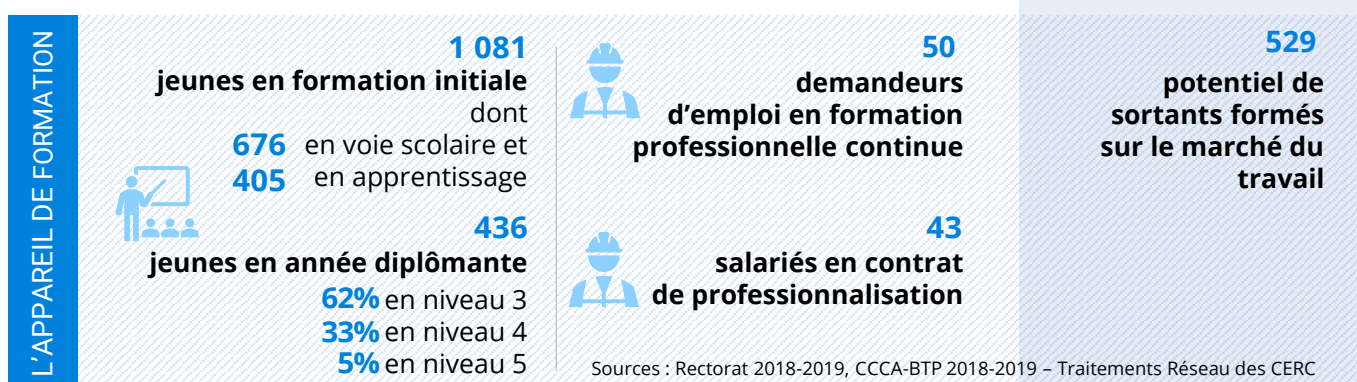 L'APPAREIL DE FORMATION
1 081
jeunes en formation initiale
dont
676 en voie scolaire et
405 en apprentissage
436
jeunes en année diplômante
62% en niveau 3
33% en niveau 4
5% en niveau 5
50
demandeurs
d'emploi en formation
professionnelle continue
43
salariés en contrat
de professionnalisation
529
potentiel de
sortants formés
sur le marché du
travail
Sources : Rectorat 2018-2019, CCCA-BTP 2018-2019 – Traitements Réseau des CERC